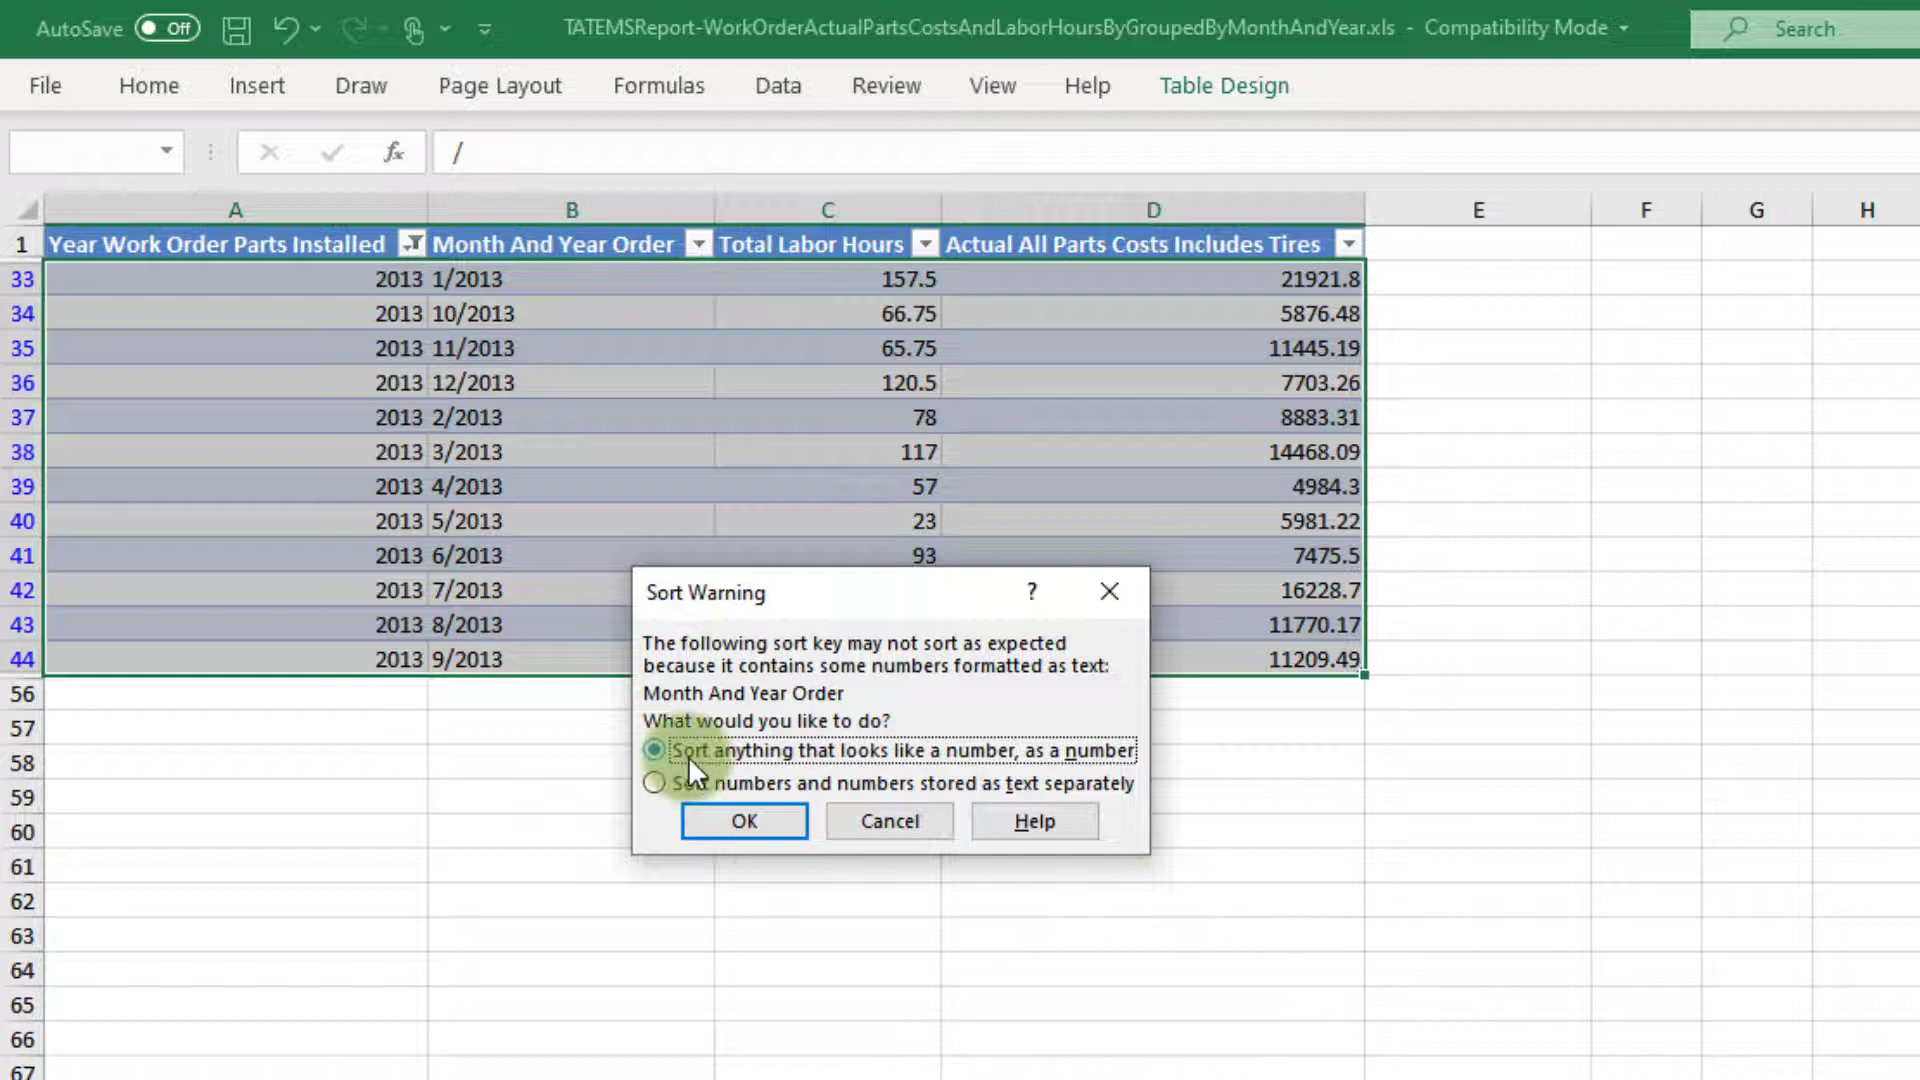 AutoSave Off TATEMSReport-WorkOrderActualPartsCostsAndLaborHoursByGroupedByMonthAndYear.xls - Compatibility Mode Search
File Home Insert Draw Page Layout Formulas Data Review View Help Table Design
fx /
A B C D E F G H
1 Year Work Order Parts Installed Month And Year Order Total Labor Hours Actual All Parts Costs Includes Tires
33 2013 1/2013 157.5 21921.8
34 2013 10/2013 66.75 5876.48
35 2013 11/2013 65.75 11445.19
36 2013 12/2013 120.5 7703.26
37 2013 2/2013 78 8883.31
38 2013 3/2013 117 14468.09
39 2013 4/2013 57 4984.3
40 2013 5/2013 23 5981.22
41 2013 6/2013 93 7475.5
42 2013 7/2013 16228.7
43 2013 8/2013 11770.17
44 2013 9/2013 11209.49
56
57
58
59
60
61
62
63
64
65
66
67
Sort Warning ?
The following sort key may not sort as expected
because it contains some numbers formatted as text:
Month And Year Order
What would you like to do?
Sort anything that looks like a number, as a number
Sort numbers and numbers stored as text separately
OK Cancel Help